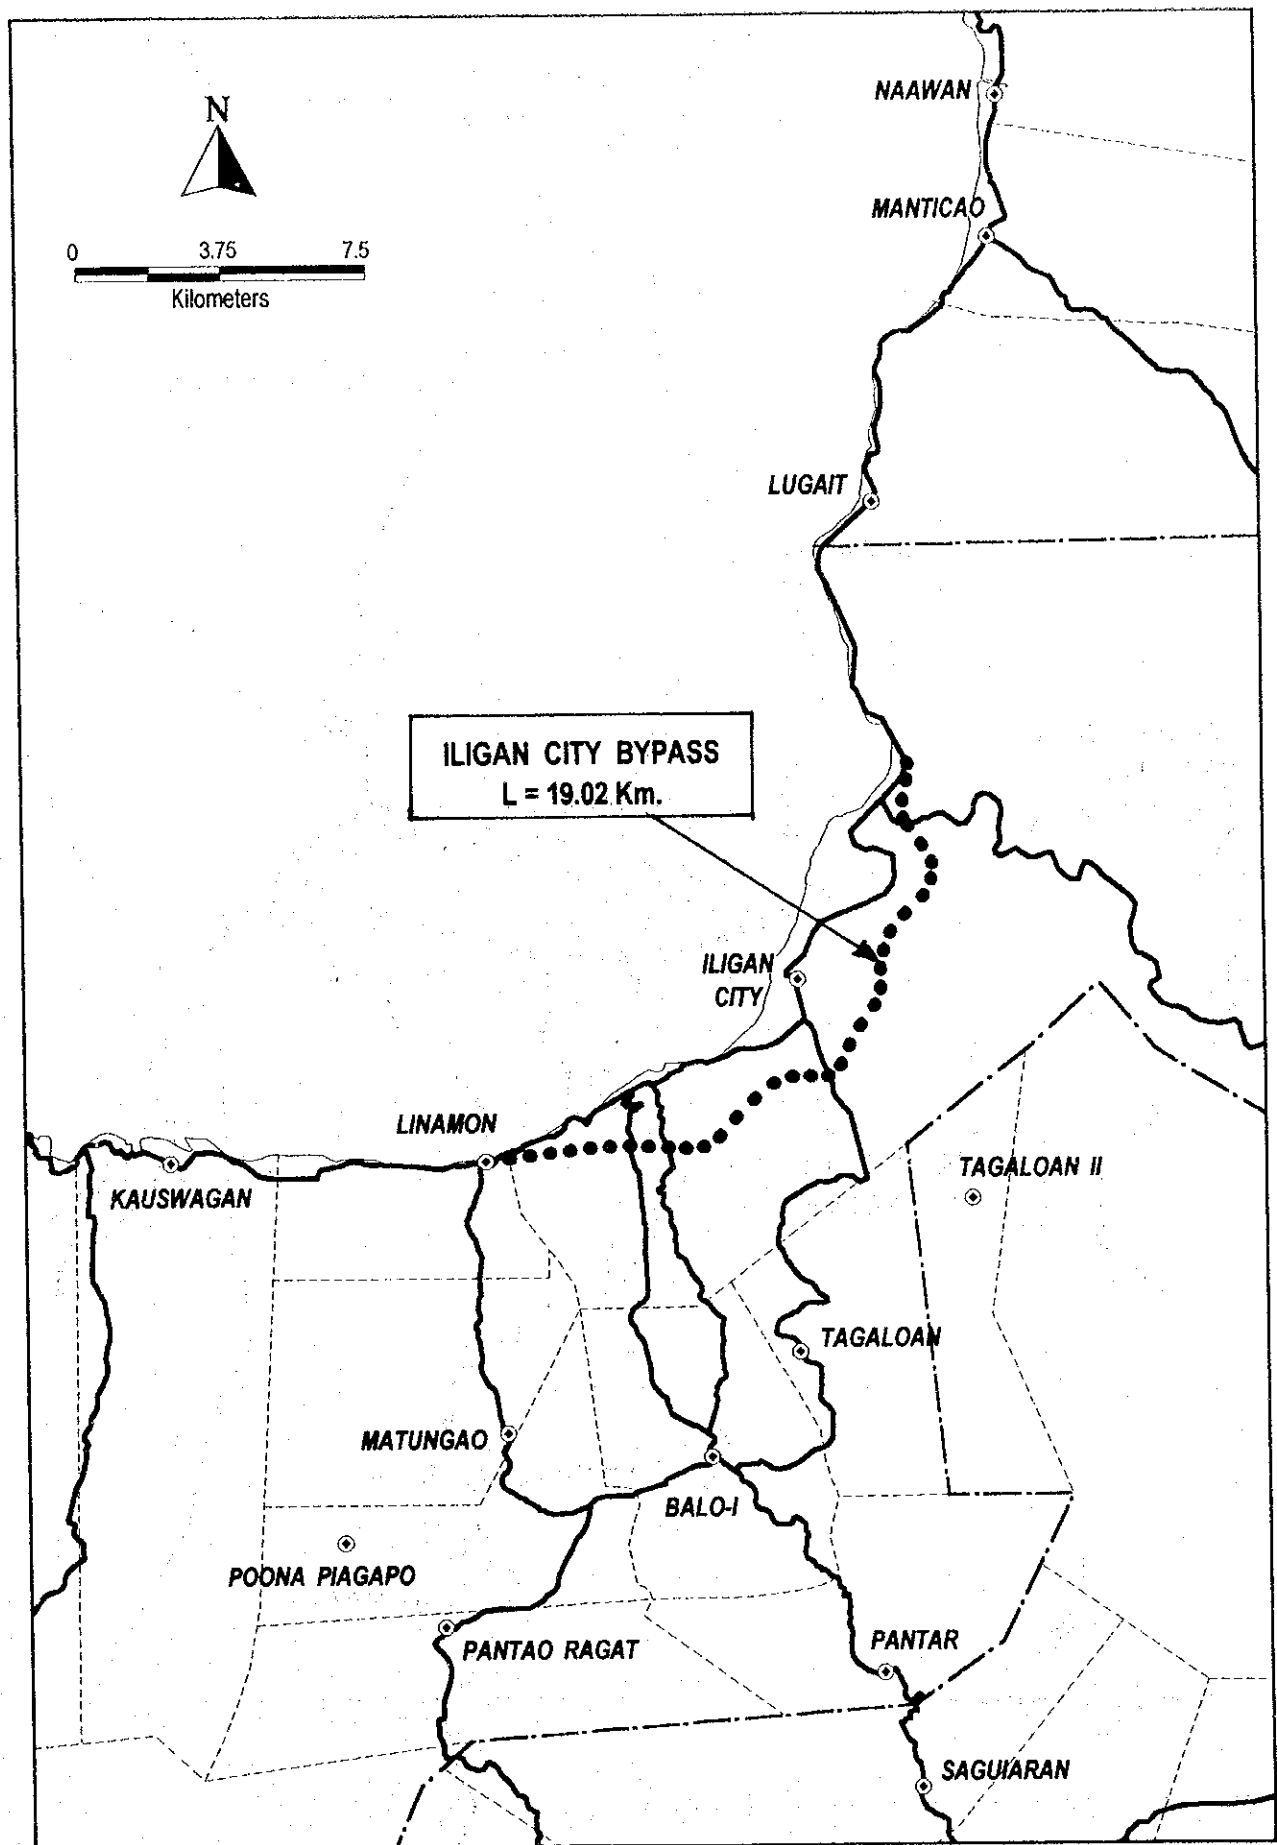 NAAWAN
N
MANTICAO
0 3.75 7.5
Kilometers
LUGAIT
ILIGAN CITY BYPASS
L = 19.02 Km.
ILIGAN
CITY
LINAMON
KAUSWAGAN
TAGALOAN II
TAGALOAN
MATUNGAO
BALO-I
POONA PIAGAPO
PANTAO RAGAT
PANTAR
SAGUIARAN